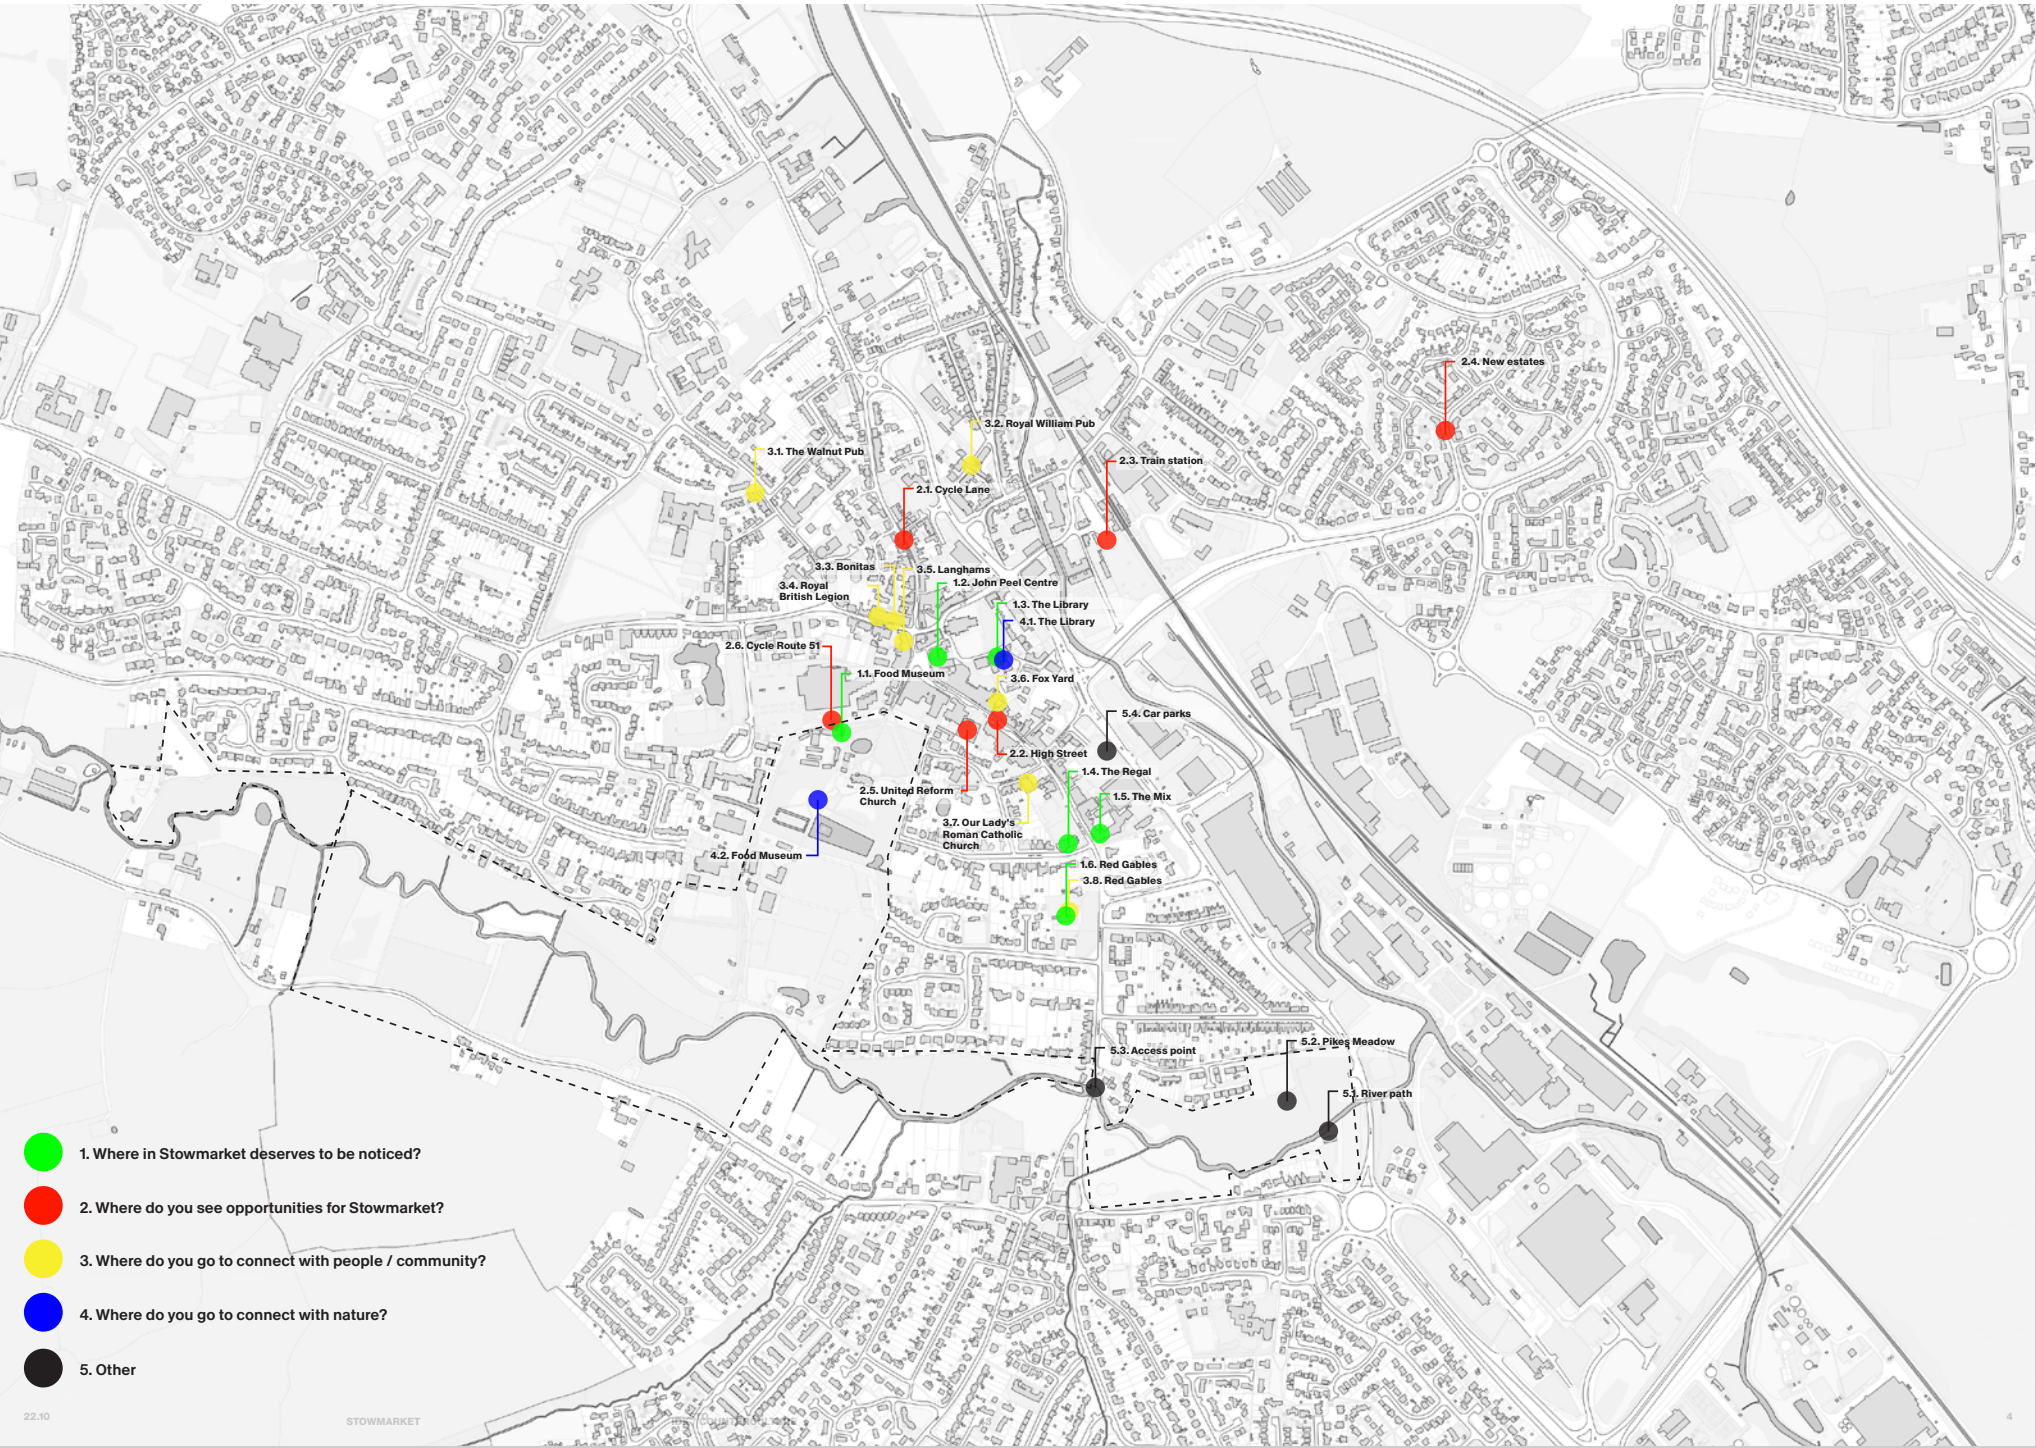 2.4. New estates
3.2. Royal William Pub
3.1. The Walnut Pub
2.3. Train station
2.1. Cycle Lane
3.3. Bonitas
3.5. Langhams
3.4. Royal
British Legion
1.2. John Peel Centre
1.3. The Library
4.1. The Library
2.6. Cycle Route 51
1.1. Food Museum
3.6. Fox Yard
5.4. Car parks
2.2. High Street
1.4. The Regal
2.5. United Reform
Church
1.5. The Mix
3.7. Our Lady's
Roman Catholic
Church
4.2. Food Museum
1.6. Red Gables
3.8. Red Gables
5.3. Access point
5.2. Pikes Meadow
5.1. River path
1. Where in Stowmarket deserves to be noticed?
2. Where do you see opportunities for Stowmarket?
3. Where do you go to connect with people / community?
4. Where do you go to connect with nature?
5. Other
22.10
STOWMARKET
4